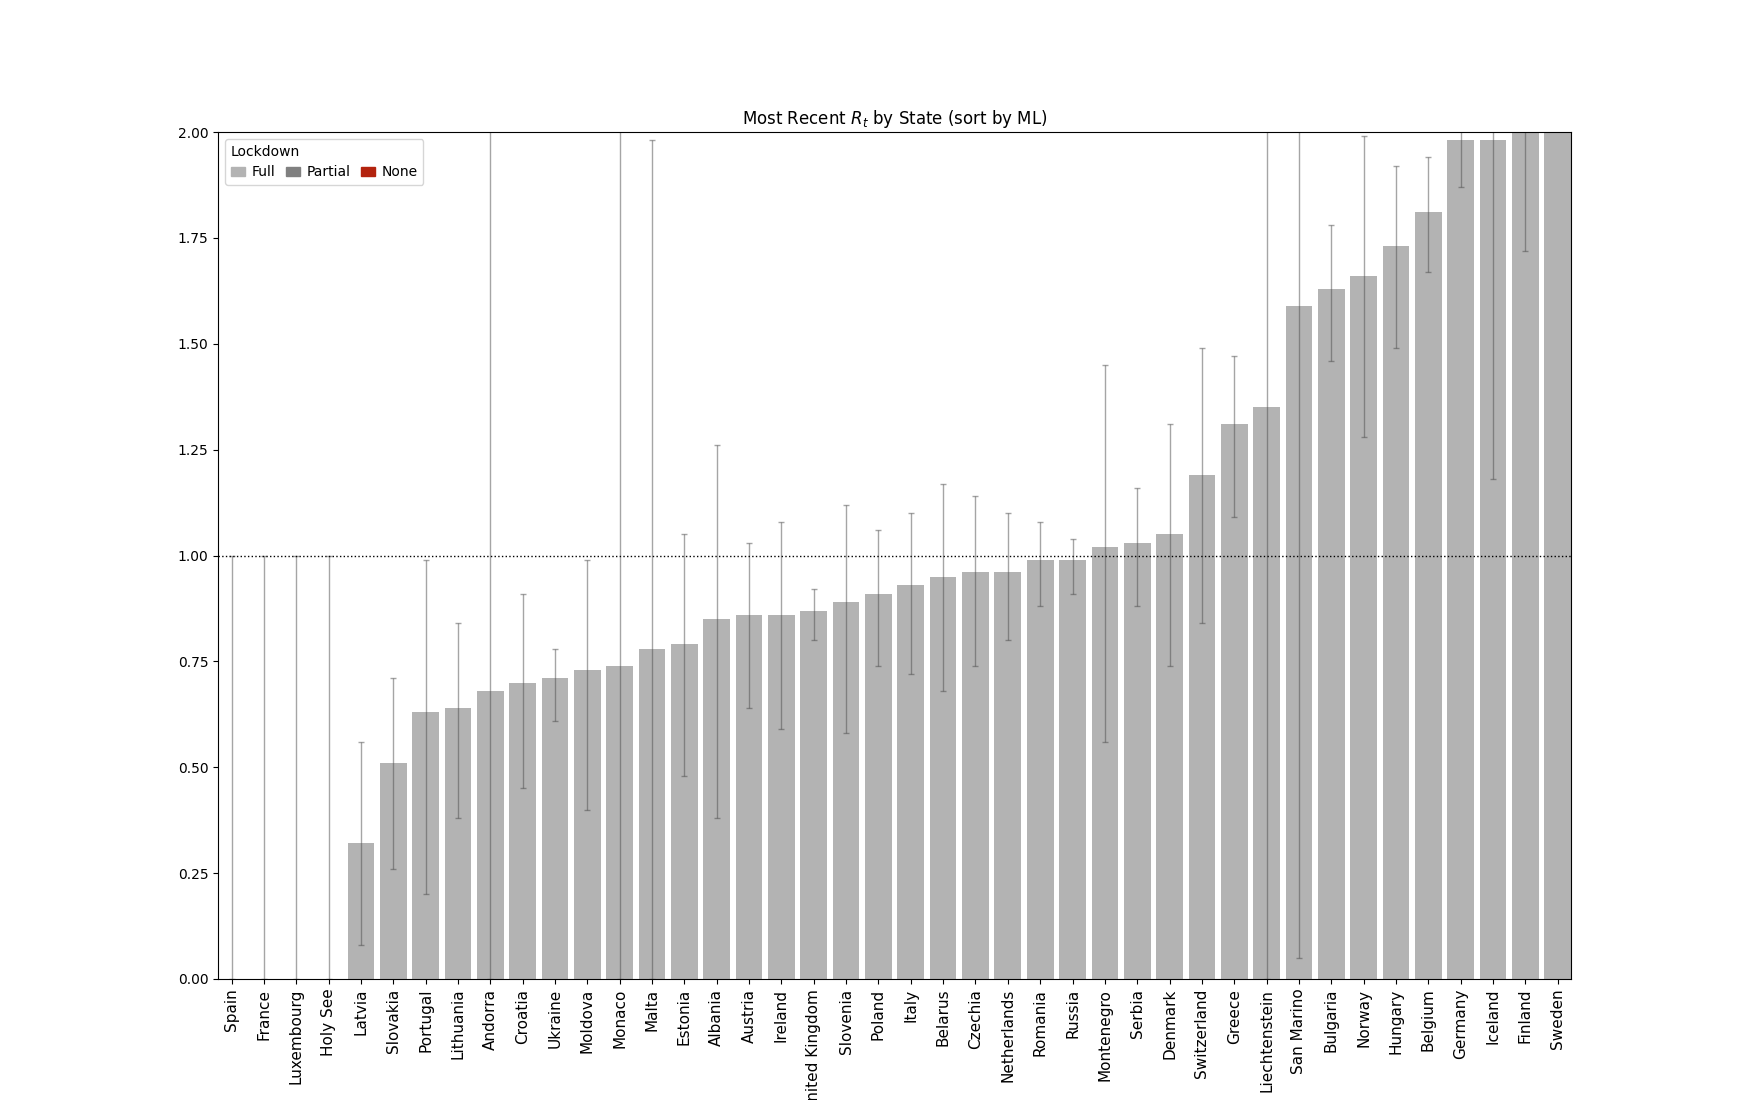 Most Recent Rt by State (sort by ML)
Lockdown
Full Partial None
2.00
1.75
1.50
1.25
1.00
0.75
0.50
0.25
0.00
Spain
France
Luxembourg
Holy See
Latvia
Slovakia
Portugal
Lithuania
Andorra
Croatia
Ukraine
Moldova
Monaco
Malta
Estonia
Albania
Austria
Ireland
nited Kingdom
Slovenia
Poland
Italy
Belarus
Czechia
Netherlands
Romania
Russia
Montenegro
Serbia
Denmark
Switzerland
Greece
Liechtenstein
San Marino
Bulgaria
Norway
Hungary
Belgium
Germany
Iceland
Finland
Sweden